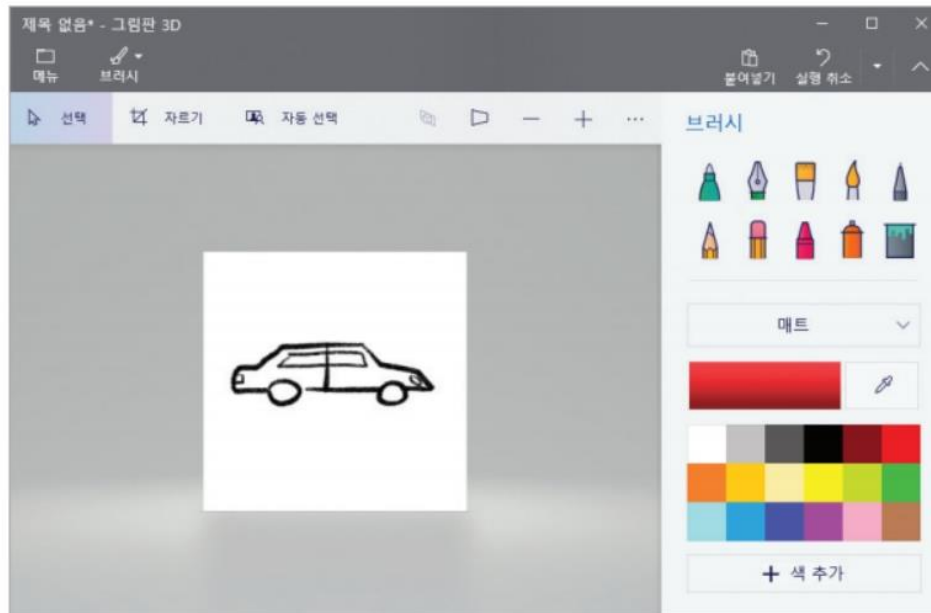 제목 없음* - 그림판 3D
메뉴
브러시
붙여넣기
실행 취소
선택
자르기
자동 선택
브러시
매트
색 추가